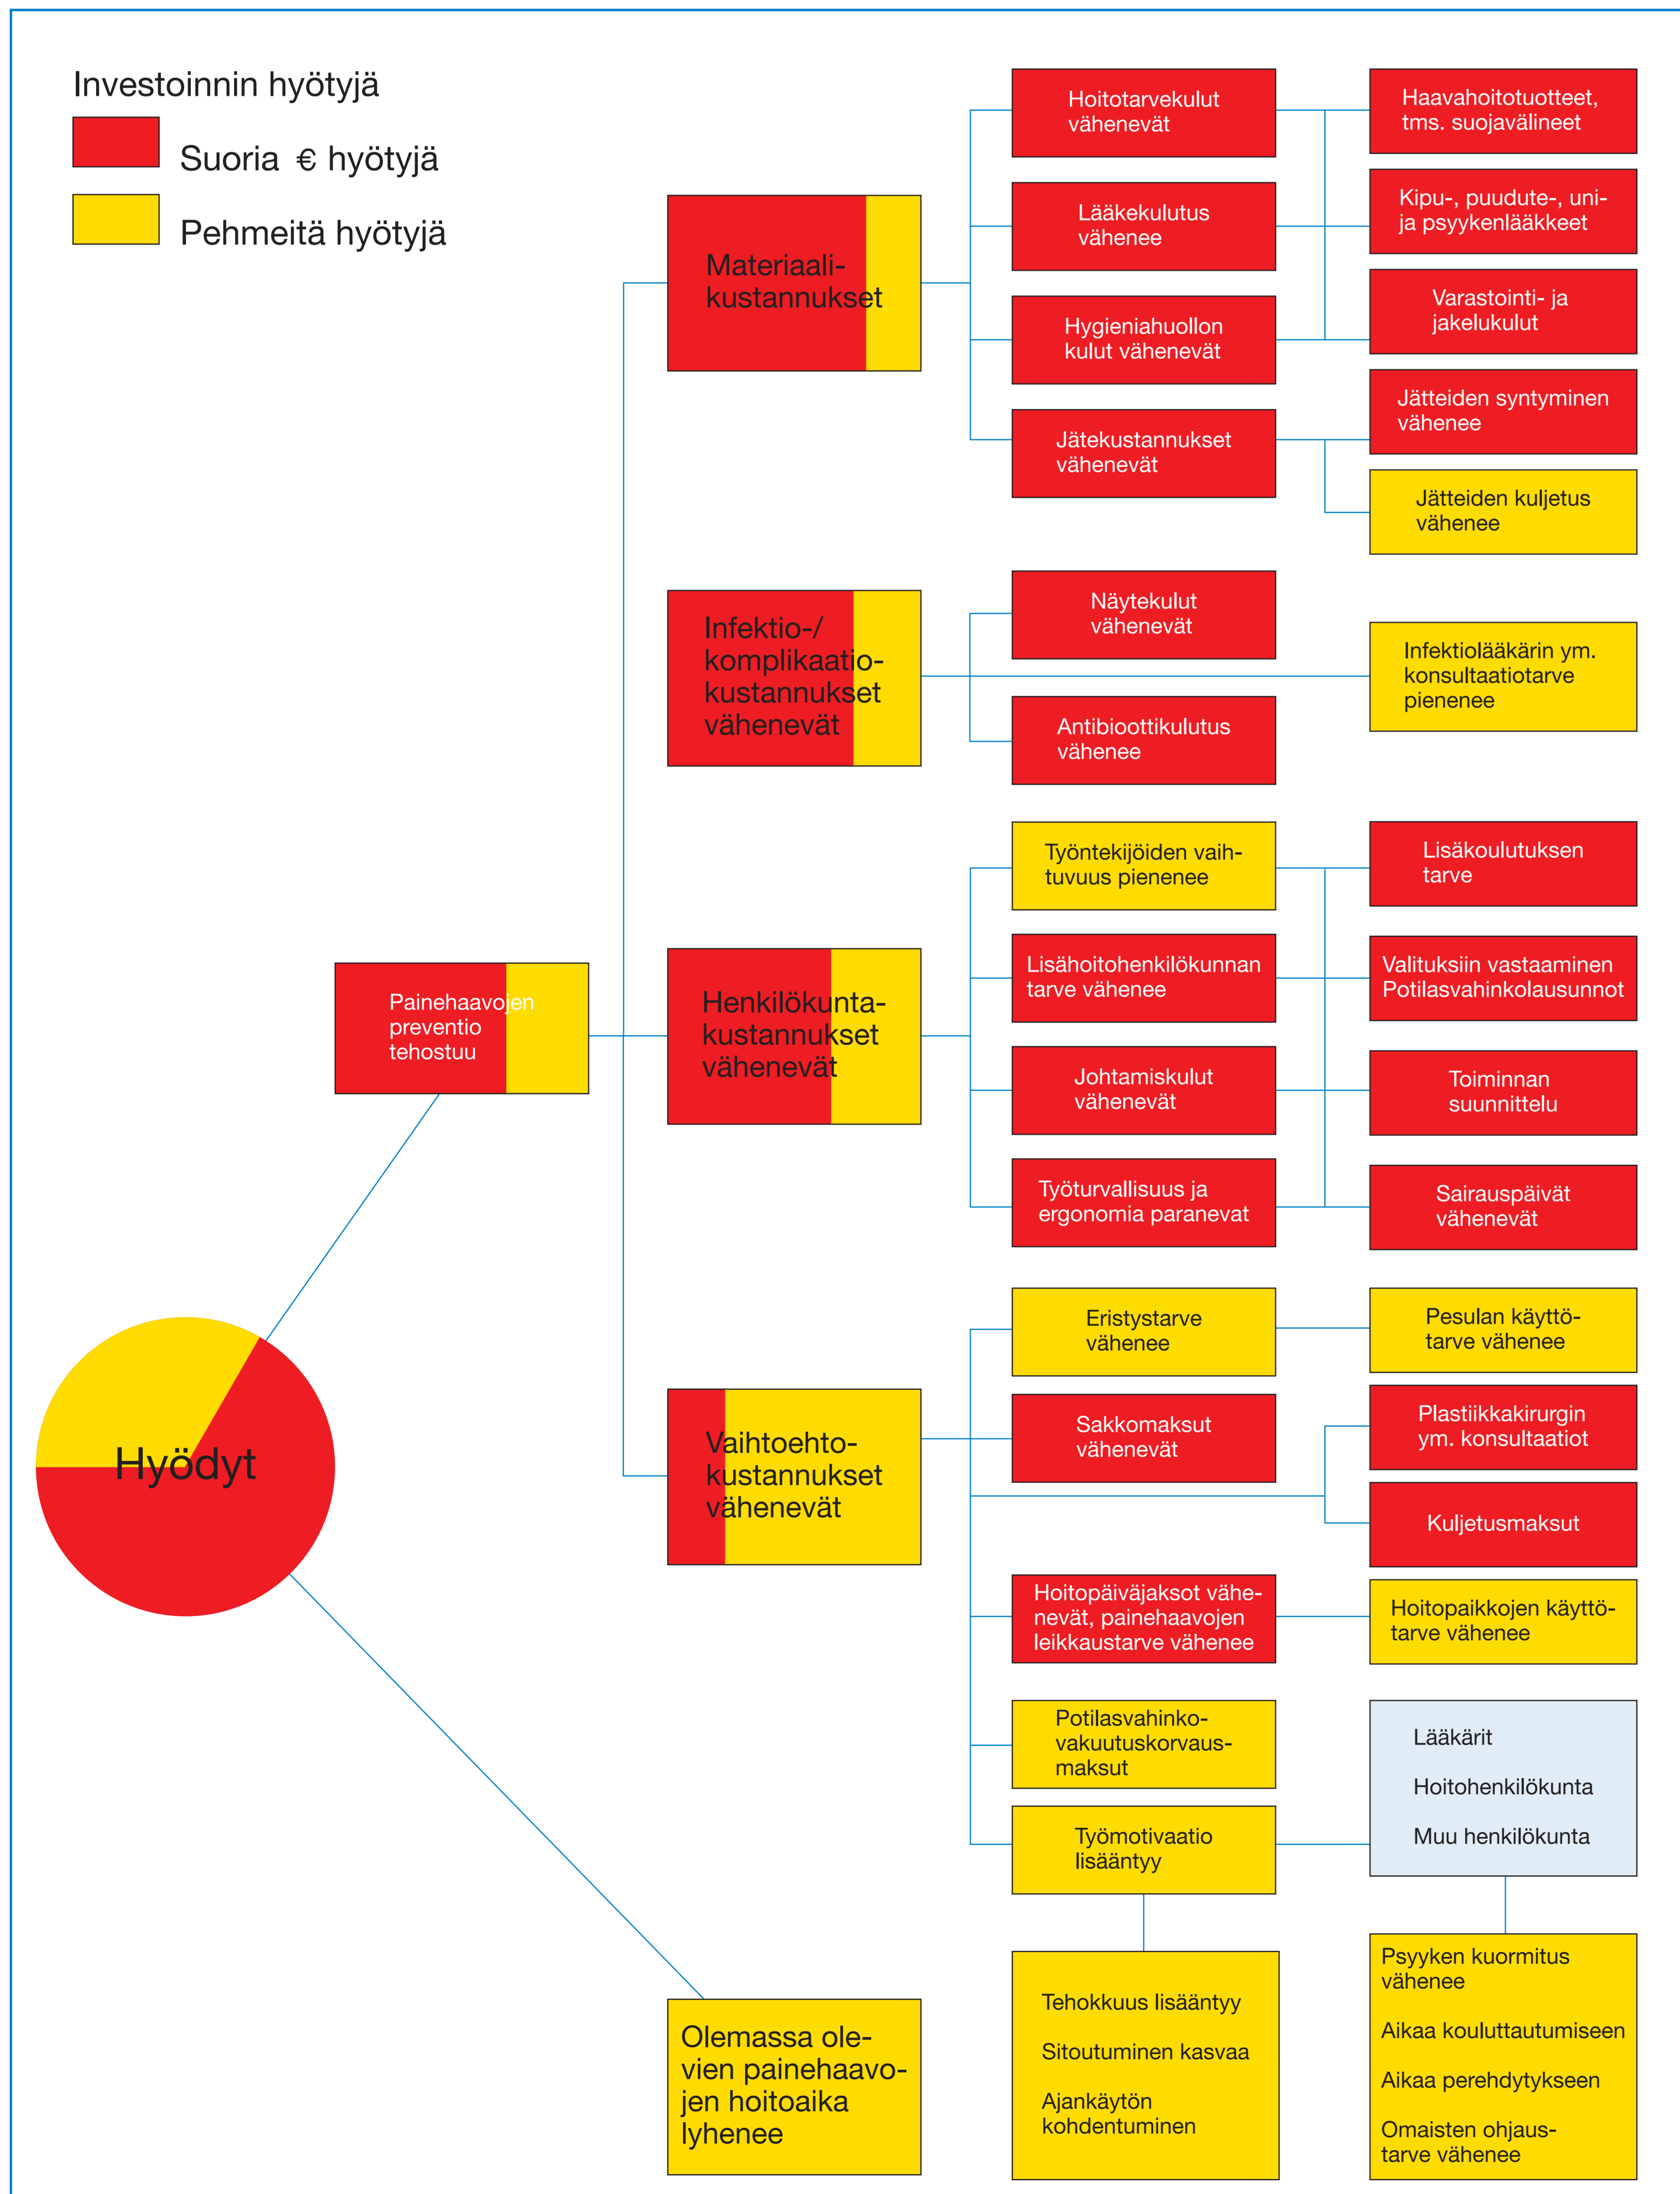 Investoinnin hyötyjä
Suoria € hyötyjä
Pehmeitä hyötyjä
Hyödyt
Painehaavojen
preventio
tehostuu
Materiaali-
kustannukset
Hoitotarvekulut
vähenevät
Lääkekulutus
vähenee
Hygieniahuollon
kulut vähenevät
Jätekustannukset
vähenevät
Haavahoitotuotteet,
tms. suojavälineet
Kipu-, puudute-, uni-
ja psyykenlääkkeet
Varastointi- ja
jakelukulut
Jätteiden syntyminen
vähenee
Jätteiden kuljetus
vähenee
Infektio-/
komplikaatio-
kustannukset
vähenevät
Näytekulut
vähenevät
Antibioottikulutus
vähenee
Infektiolääkärin ym.
konsultaatiotarve
pienenee
Henkilökunta-
kustannukset
vähenevät
Työntekijöiden vaih-
tuvuus pienenee
Lisähoitohenkilökunnan
tarve vähenee
Johtamiskulut
vähenevät
Työturvallisuus ja
ergonomia paranevat
Lisäkoulutuksen
tarve
Valituksiin vastaaminen
Potilasvahinkolausunnot
Toiminnan
suunnittelu
Sairauspäivät
vähenevät
Vaihtoehto-
kustannukset
vähenevät
Eristystarve
vähenee
Sakkomaksut
vähenevät
Hoitopäiväjaksot vähe-
nevät, painehaavojen
leikkaustarve vähenee
Potilasvahinko-
vakuutuskorvaus-
maksut
Työmotivaatio
lisääntyy
Pesulan käyttö-
tarve vähenee
Plastiikkakirurgin
ym. konsultaatiot
Kuljetusmaksut
Hoitopaikkojen käyttö-
tarve vähenee
Lääkärit
Hoitohenkilökunta
Muu henkilökunta
Olemassa ole-
vien painehaavo-
jen hoitoaika
lyhenee
Tehokkuus lisääntyy
Sitoutuminen kasvaa
Ajankäytön
kohdentuminen
Psyyken kuormitus
vähenee
Aikaa kouluttautumiseen
Aikaa perehdytykseen
Omaisten ohjaus-
tarve vähenee